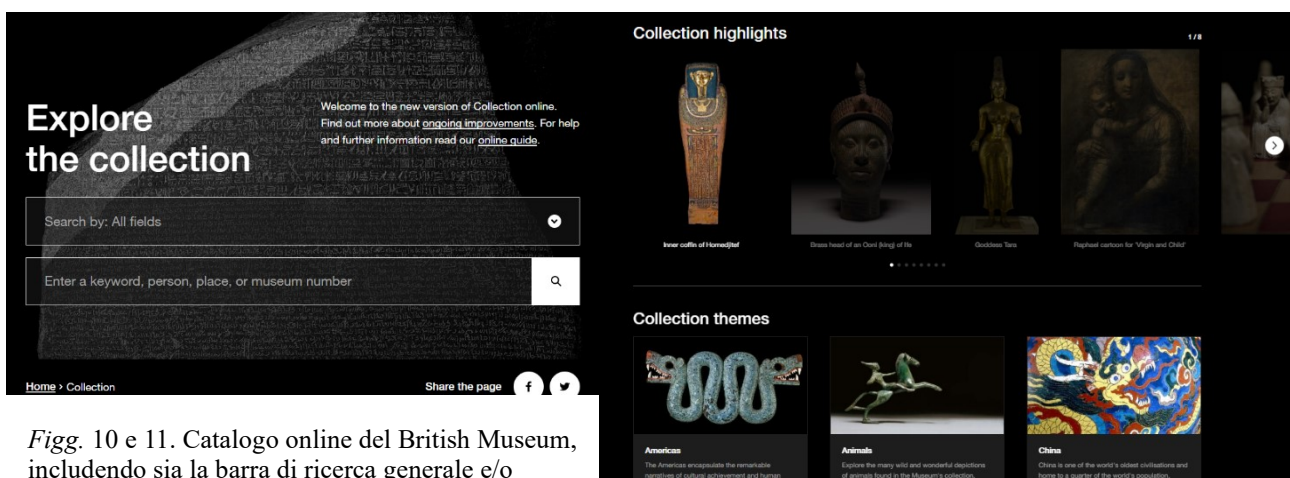 Explore
the collection
Welcome to the new version of Collection online.
Find out more about ongoing improvements. For help
and further information read our online guide.
Search by: All fields
Enter a keyword, person, place, or museum number
Home > Collection
Share the page
Figg. 10 e 11. Catalogo online del British Museum,
includendo sia la barra di ricerca generale e/o
Collection highlights
1 / 8
Inner coffin of Hornedjitef
Brass head of an Ooni (king) of Ife
Goddess Tara
Raphael cartoon for 'Virgin and Child'
Collection themes
Americas
The Americas encapsulate the remarkable
narratives of cultural achievement and human
Animals
Explore the many wild and wonderful depictions
of animals found in the Museum's collection.
China
China is one of the world's oldest civilisations and
home to a quarter of the world's population.